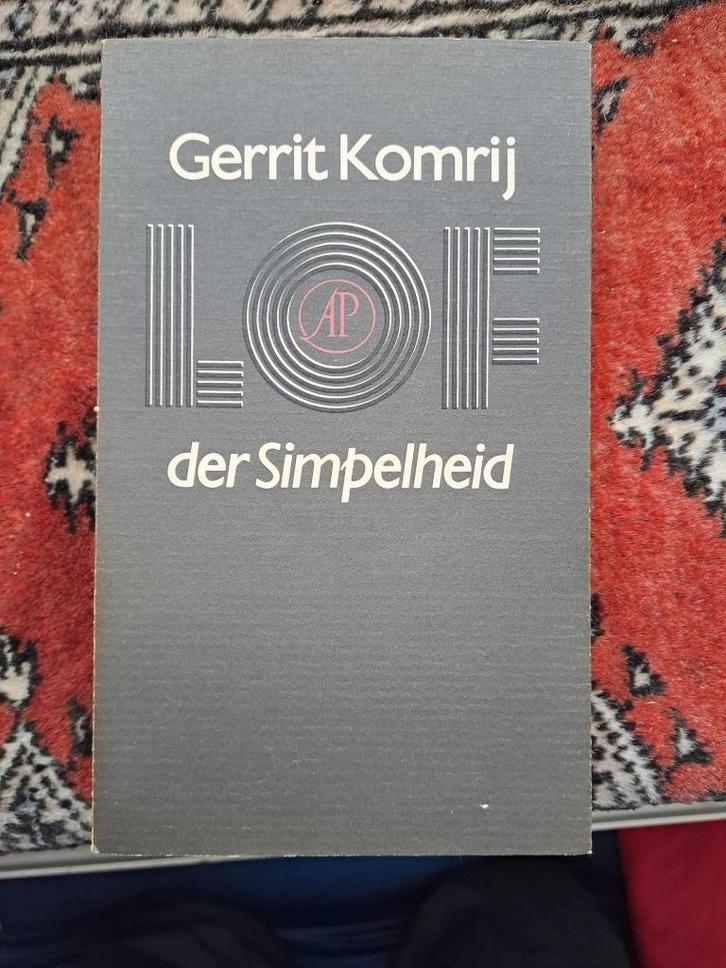 Gerrit Komrij
LOF
AP
der Simpelheid